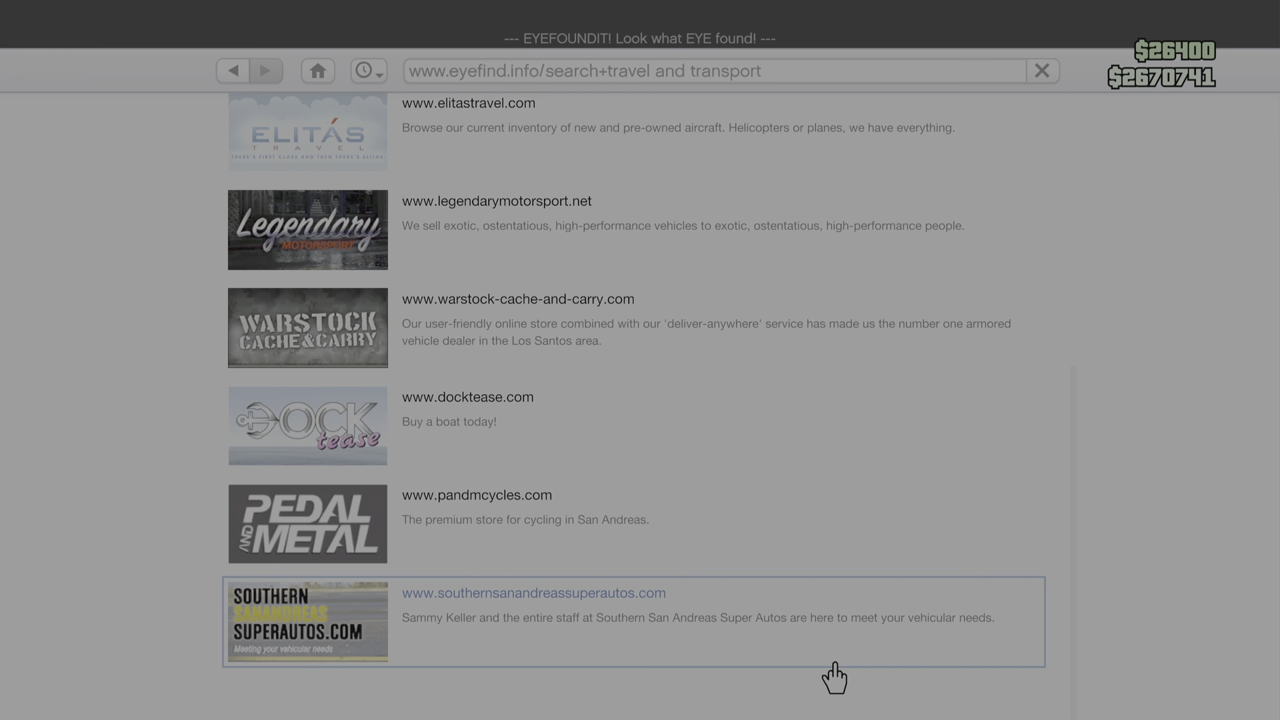 --- EYEFOUNDIT! Look what EYE found! ---
$26400
www.eyefind.info/search+travel and transport
$2670741
ELITÁS
TRAVEL
THERE'S FIRST CLASS AND THEN THERE'S ELITAS
www.elitastravel.com
Browse our current inventory of new and pre-owned aircraft. Helicopters or planes, we have everything.
Legendary
MOTORSPORT
www.legendarymotorsport.net
We sell exotic, ostentatious, high-performance vehicles to exotic, ostentatious, high-performance people.
WARSTOCK
CACHE&CARRY
www.warstock-cache-and-carry.com
Our user-friendly online store combined with our 'deliver-anywhere' service has made us the number one armored
vehicle dealer in the Los Santos area.
DOCK
tease
www.docktease.com
Buy a boat today!
PEDAL
AND METAL
www.pandmcycles.com
The premium store for cycling in San Andreas.
SOUTHERN
SANANDREAS
SUPERAUTOS.COM
Meeting your vehicular needs
www.southernsanandreassuperautos.com
Sammy Keller and the entire staff at Southern San Andreas Super Autos are here to meet your vehicular needs.